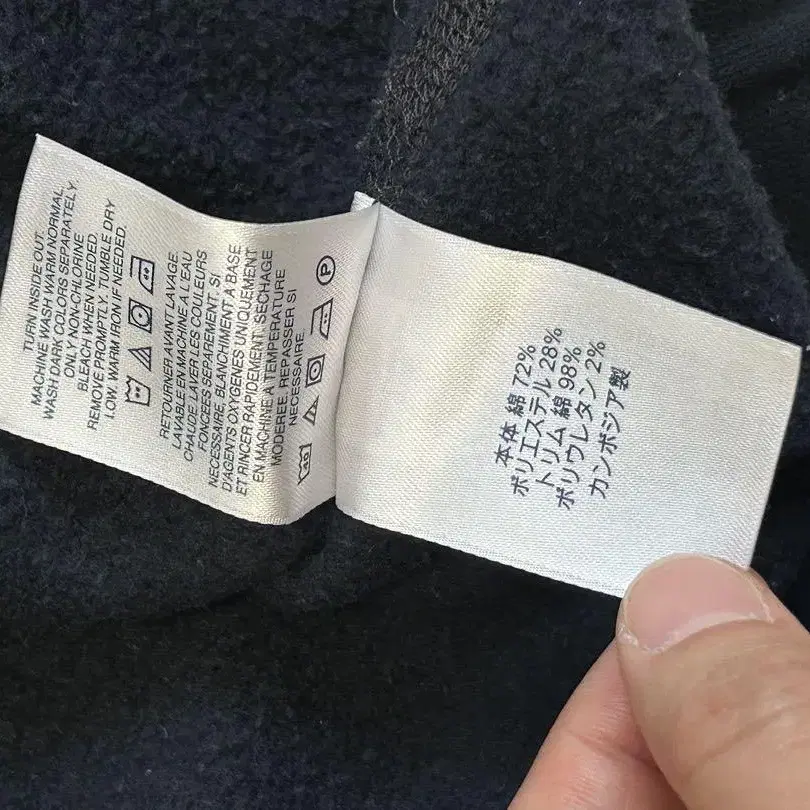 TURN INSIDE OUT.
MACHINE WASH WARM NORMAL.
WASH DARK COLORS SEPARATELY.
ONLY NON-CHLORINE
BLEACH WHEN NEEDED.
REMOVE PROMPTLY. TUMBLE DRY
LOW. WARM IRON IF NEEDED.
RETOURNER AVANT LAVAGE.
LAVABLE EN MACHINE A L'EAU
CHAUDE. LAVER LES COULEURS
FONCÉES SEPAREMENT. SI
NECESSAIRE, BLANCHIMENT A BASE
D'AGENTS OXYGENES UNIQUEMENT
ET RINCER RAPIDEMENT. SECHAGE
EN MACHINE A TEMPERATURE
MODEREE. REPASSER SI
NECESSAIRE.
40
P
本体 綿 72%
ポリエステル 28%
トリム 綿 98%
ポリウレタン 2%
カンボジア製